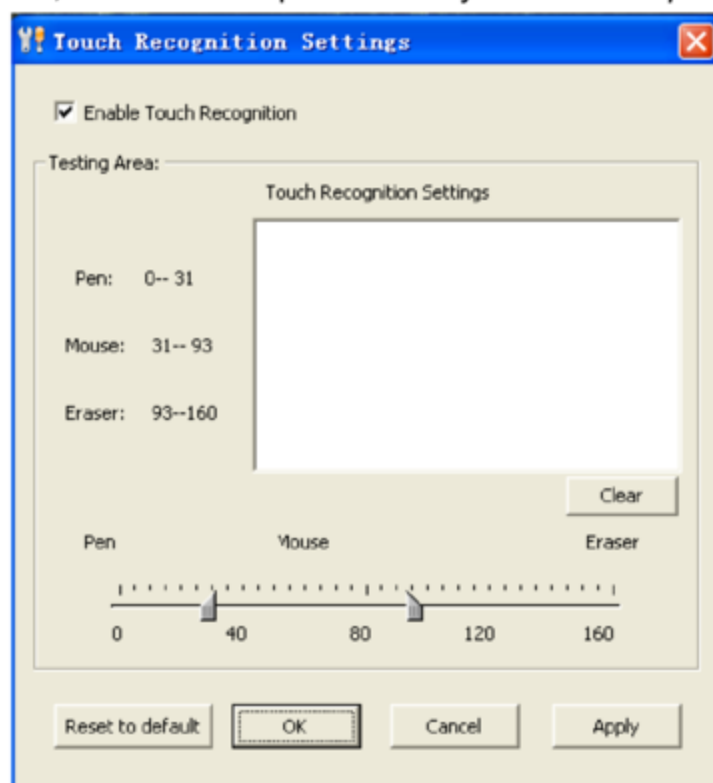 Touch Recognition Settings
Enable Touch Recognition
Testing Area:
Touch Recognition Settings
Pen: 0-- 31
Mouse: 31-- 93
Eraser: 93--160
Clear
Pen Mouse Eraser
0 40 80 120 160
Reset to default OK Cancel Apply